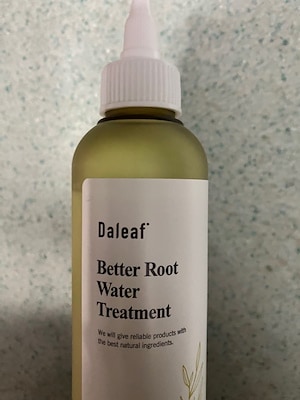 Daleaf
Better Root
Water
Treatment
We will give reliable products with
the best natural ingredients.